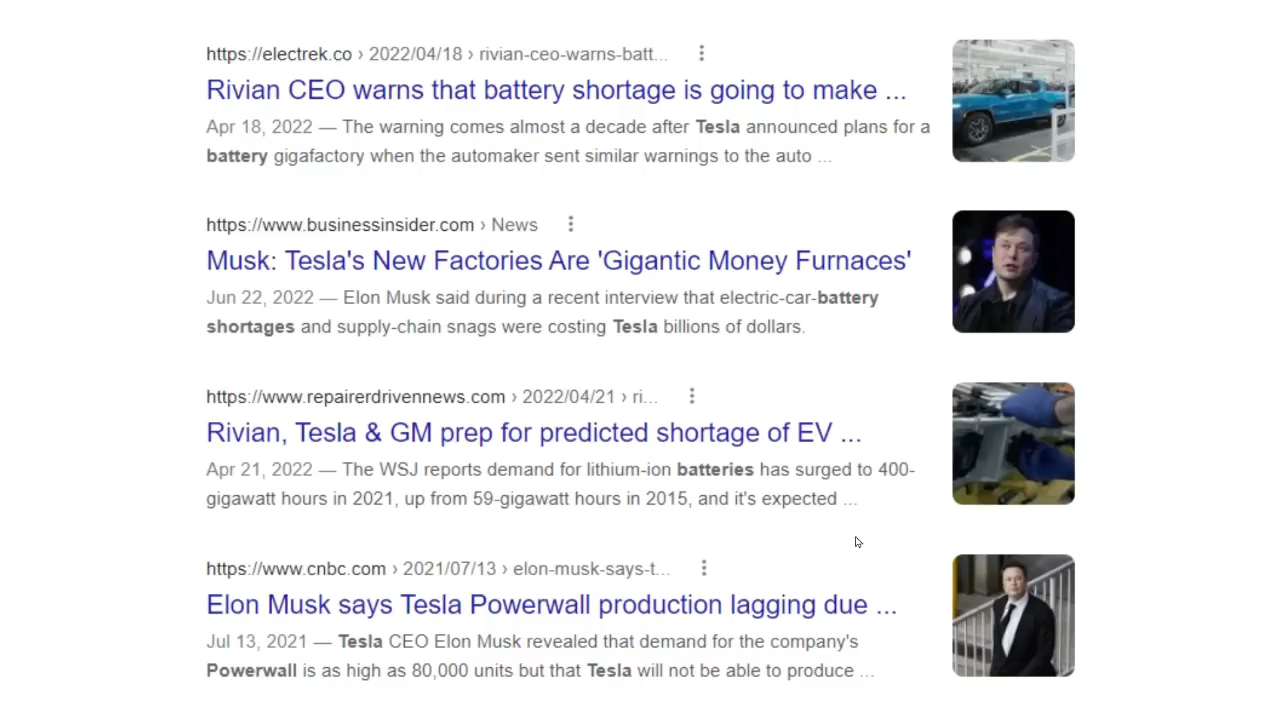 https://electrek.co › 2022/04/18 › rivian-ceo-warns-batt...
Rivian CEO warns that battery shortage is going to make ...
Apr 18, 2022 — The warning comes almost a decade after Tesla announced plans for a
battery gigafactory when the automaker sent similar warnings to the auto ...
https://www.businessinsider.com › News
Musk: Tesla's New Factories Are 'Gigantic Money Furnaces'
Jun 22, 2022 — Elon Musk said during a recent interview that electric-car-battery
shortages and supply-chain snags were costing Tesla billions of dollars.
https://www.repairerdrivennews.com › 2022/04/21 › ri...
Rivian, Tesla & GM prep for predicted shortage of EV ...
Apr 21, 2022 — The WSJ reports demand for lithium-ion batteries has surged to 400-
gigawatt hours in 2021, up from 59-gigawatt hours in 2015, and it's expected ...
https://www.cnbc.com › 2021/07/13 › elon-musk-says-t...
Elon Musk says Tesla Powerwall production lagging due ...
Jul 13, 2021 — Tesla CEO Elon Musk revealed that demand for the company's
Powerwall is as high as 80,000 units but that Tesla will not be able to produce ...